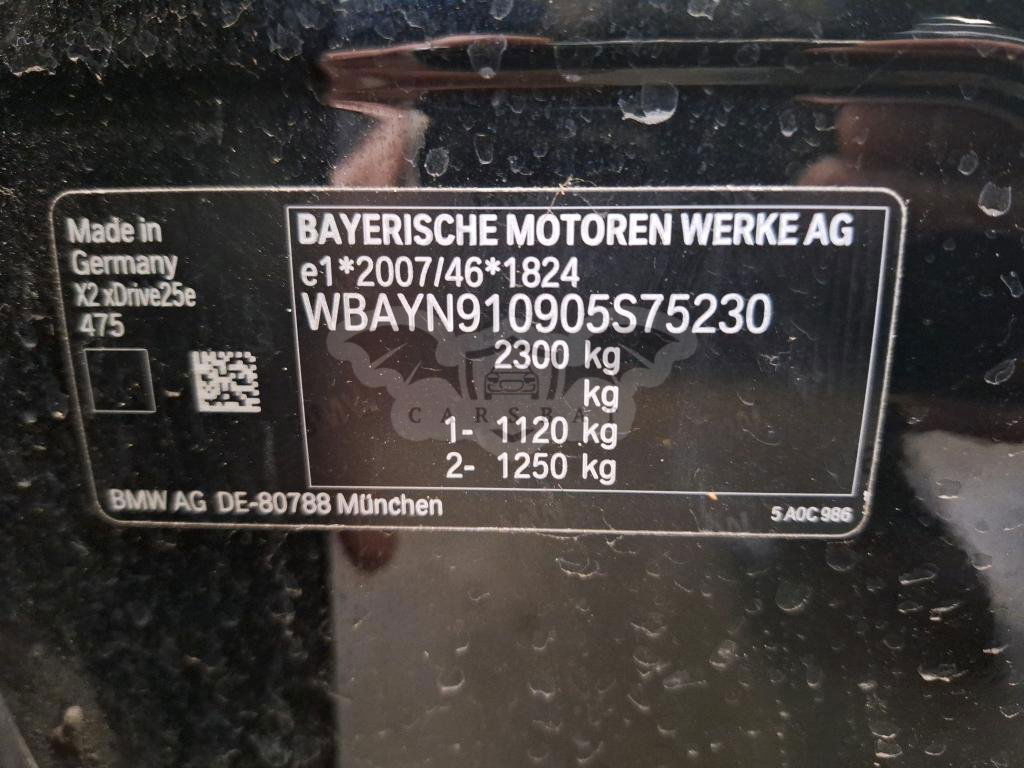 Made in
Germany
X2 xDrive25e
475
BAYERISCHE MOTOREN WERKE AG
e1*2007/46*1824
WBAYN910905S75230
2300 kg
kg
1- 1120 kg
2- 1250 kg
CARSBAT
BMW AG DE-80788 München
5 A0C 986